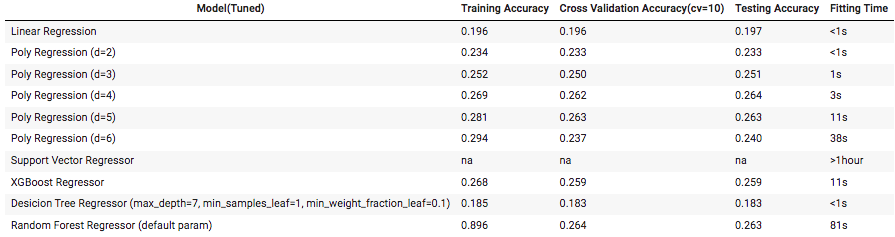 Model(Tuned) Training Accuracy Cross Validation Accuracy(cv=10) Testing Accuracy Fitting Time
Linear Regression 0.196 0.196 0.197 <1s
Poly Regression (d=2) 0.234 0.233 0.233 <1s
Poly Regression (d=3) 0.252 0.250 0.251 1s
Poly Regression (d=4) 0.269 0.262 0.264 3s
Poly Regression (d=5) 0.281 0.263 0.263 11s
Poly Regression (d=6) 0.294 0.237 0.240 38s
Support Vector Regressor na na na >1hour
XGBoost Regressor 0.268 0.259 0.259 11s
Desicion Tree Regressor (max_depth=7, min_samples_leaf=1, min_weight_fraction_leaf=0.1) 0.185 0.183 0.183 <1s
Random Forest Regressor (default param) 0.896 0.264 0.263 81s